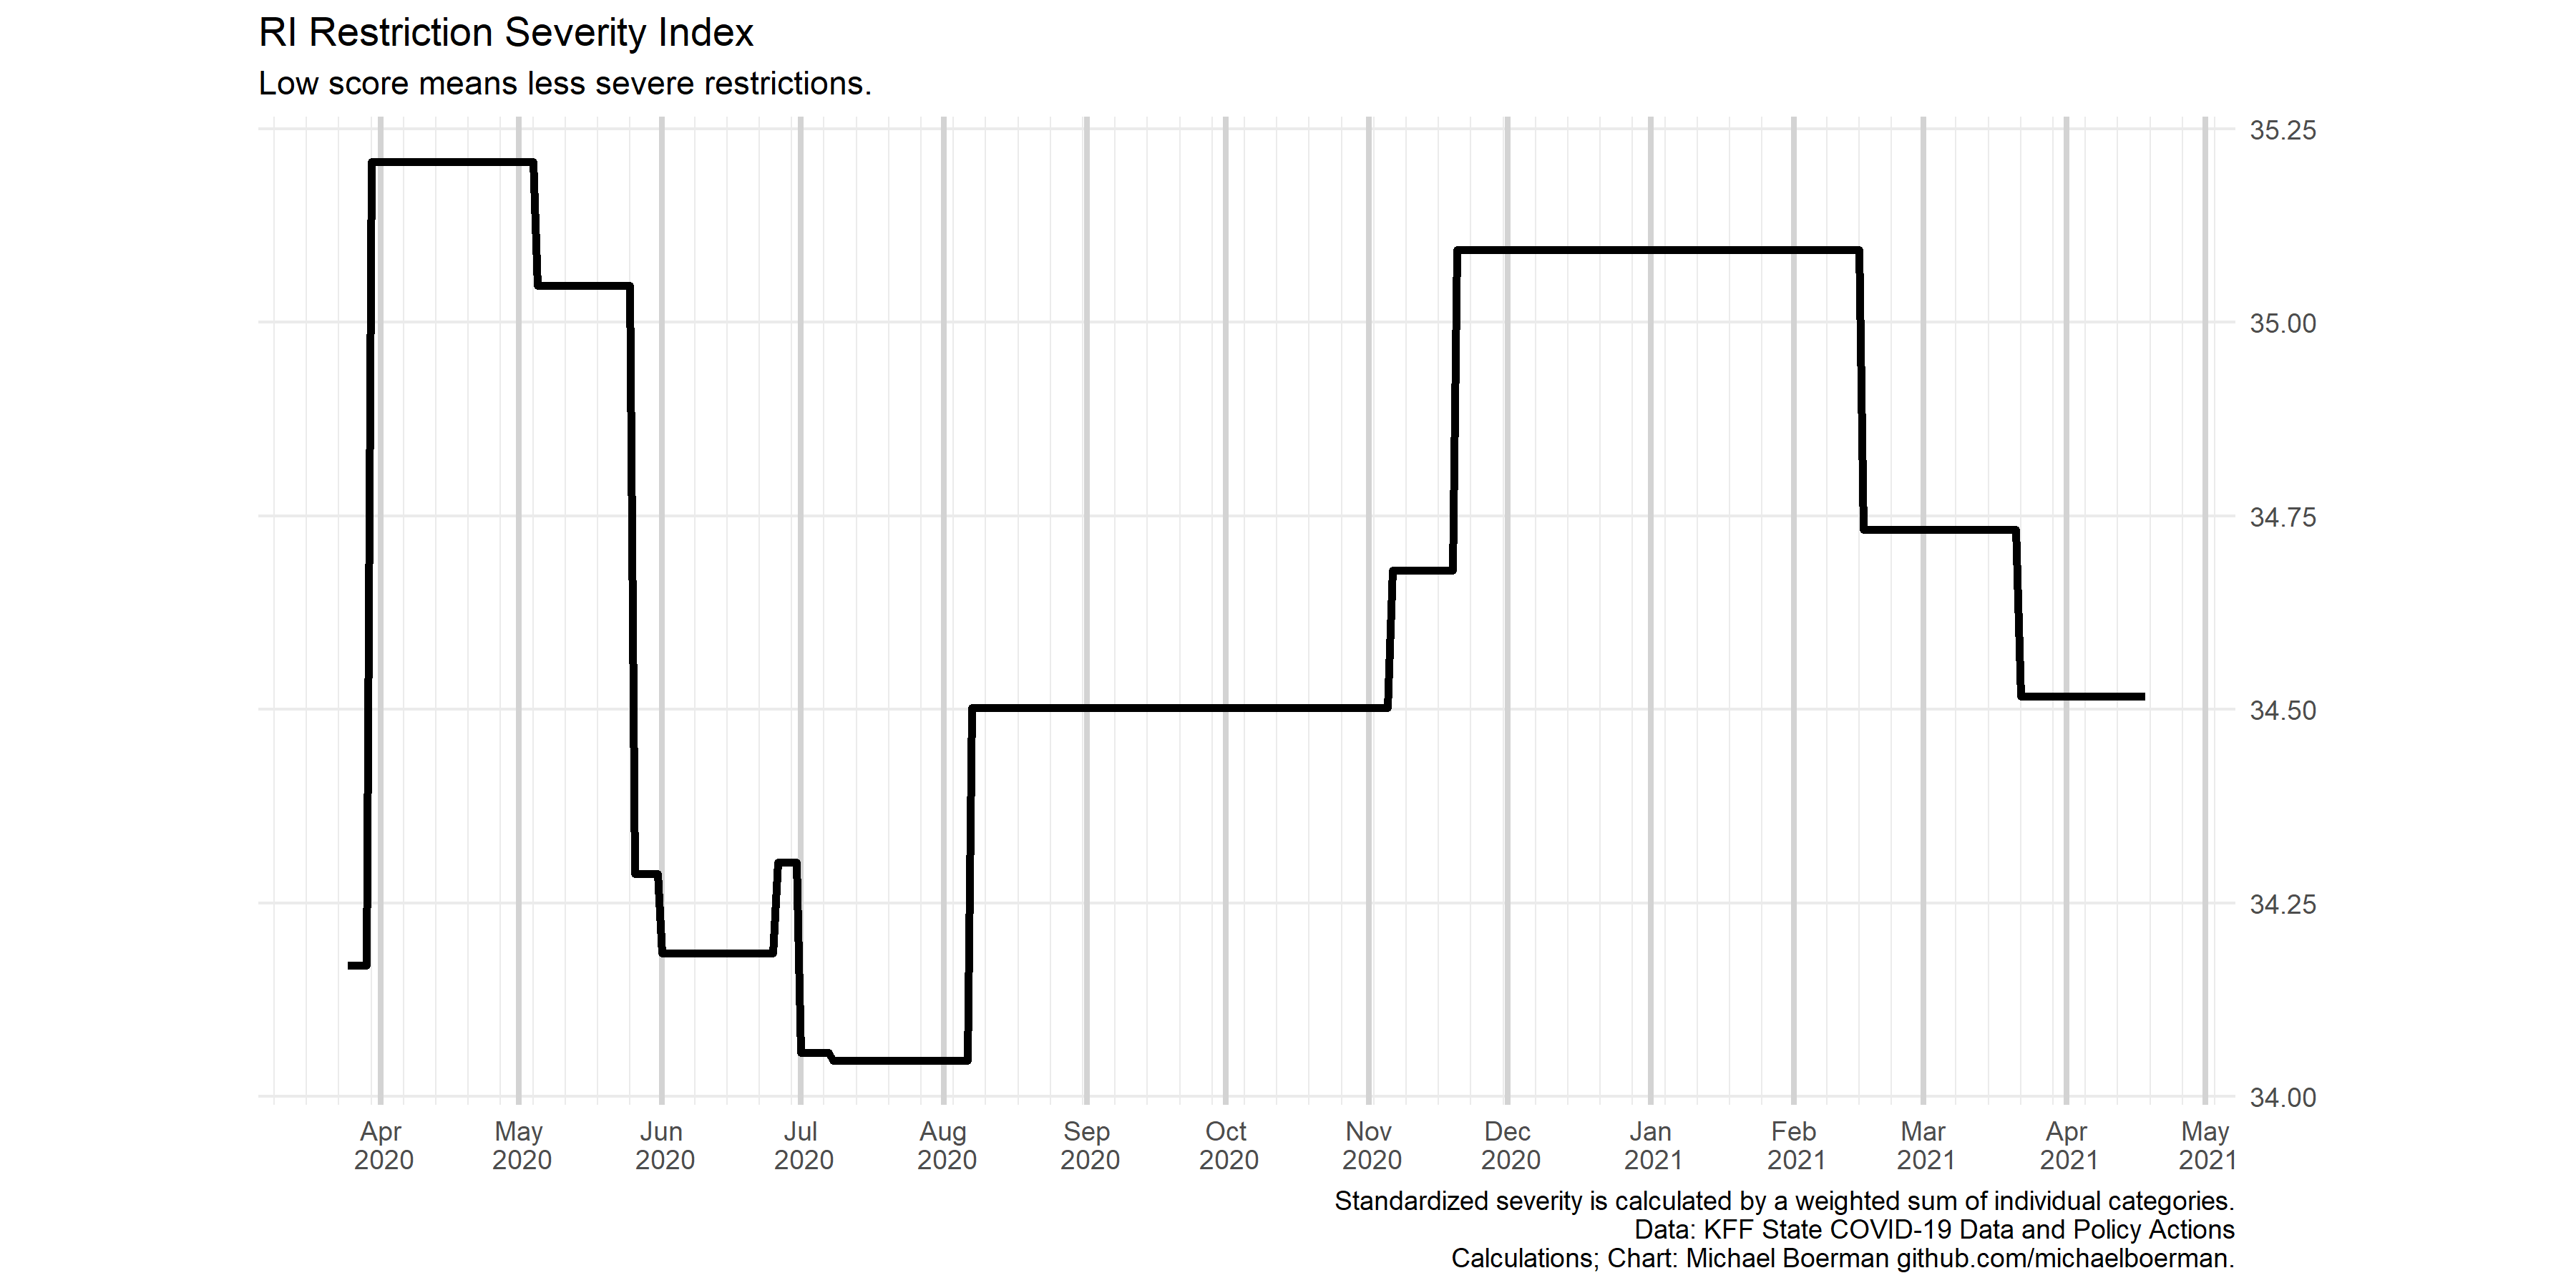 RI Restriction Severity Index
Low score means less severe restrictions.
35.25
35.00
34.75
34.50
34.25
34.00
Apr 2020
May 2020
Jun 2020
Jul 2020
Aug 2020
Sep 2020
Oct 2020
Nov 2020
Dec 2020
Jan 2021
Feb 2021
Mar 2021
Apr 2021
May 2021
Standardized severity is calculated by a weighted sum of individual categories.
Data: KFF State COVID-19 Data and Policy Actions
Calculations; Chart: Michael Boerman github.com/michaelboerman.